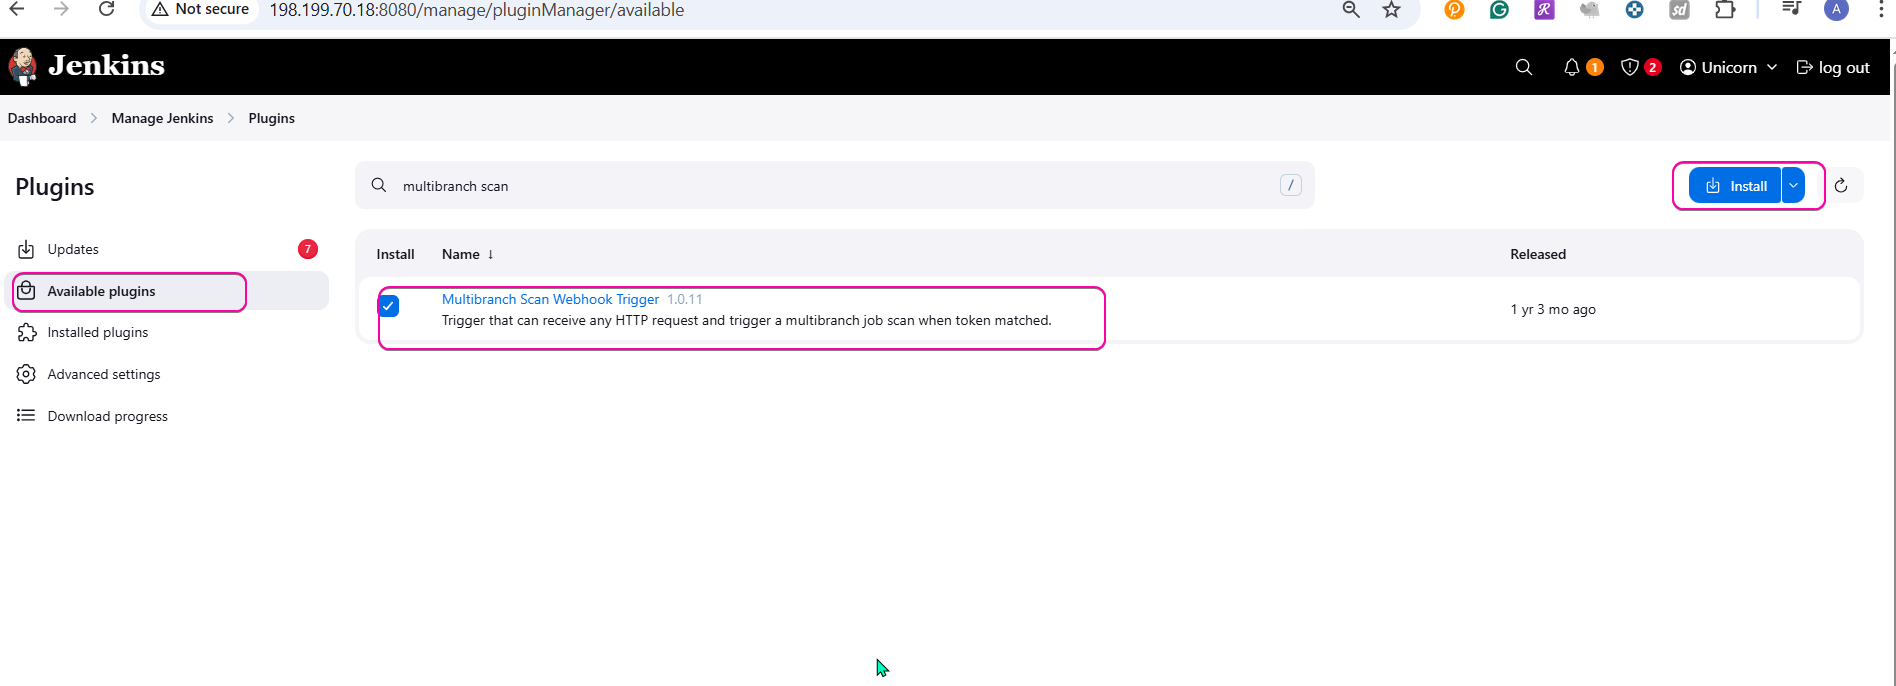 Not secure 198.199.70.18:8080/manage/pluginManager/available sd A
Jenkins 1 2 Unicorn log out
Dashboard Manage Jenkins Plugins
Plugins
multibranch scan /
Install
Updates 7
Available plugins
Installed plugins
Advanced settings
Download progress
Install Name ↓ Released
Multibranch Scan Webhook Trigger 1.0.11
Trigger that can receive any HTTP request and trigger a multibranch job scan when token matched.
1 yr 3 mo ago